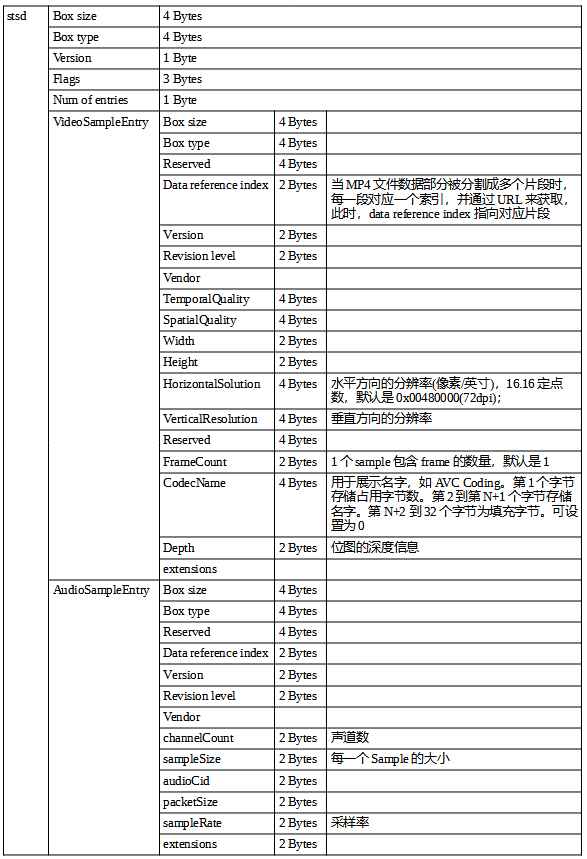 stsd Box size 4 Bytes
Box type 4 Bytes
Version 1 Byte
Flags 3 Bytes
Num of entries 1 Byte
VideoSampleEntry Box size 4 Bytes
Box type 4 Bytes
Reserved 4 Bytes
Data reference index 2 Bytes 当 MP4 文件数据部分被分割成多个片段时，
每一段对应一个索引，并通过 URL 来获取，
此时，data reference index 指向对应片段
Version 2 Bytes
Revision level 2 Bytes
Vendor
TemporalQuality 4 Bytes
SpatialQuality 4 Bytes
Width 2 Bytes
Height 2 Bytes
HorizontalSolution 4 Bytes 水平方向的分辨率(像素/英寸)，16.16 定点
数，默认是 0x00480000(72dpi);
VerticalResolution 4 Bytes 垂直方向的分辨率
Reserved 4 Bytes
FrameCount 2 Bytes 1 个 sample 包含 frame 的数量，默认是 1
CodecName 4 Bytes 用于展示名字，如 AVC Coding。第 1 个字节
存储占用字节数。第 2 到第 N+1 个字节存储
名字。第 N+2 到 32 个字节为填充字节。可设
置为 0
Depth 2 Bytes 位图的深度信息
extensions
AudioSampleEntry Box size 4 Bytes
Box type 4 Bytes
Reserved 4 Bytes
Data reference index 2 Bytes
Version 2 Bytes
Revision level 2 Bytes
Vendor
channelCount 2 Bytes 声道数
sampleSize 2 Bytes 每一个 Sample 的大小
audioCid 2 Bytes
packetSize 2 Bytes
sampleRate 2 Bytes 采样率
extensions 2 Bytes